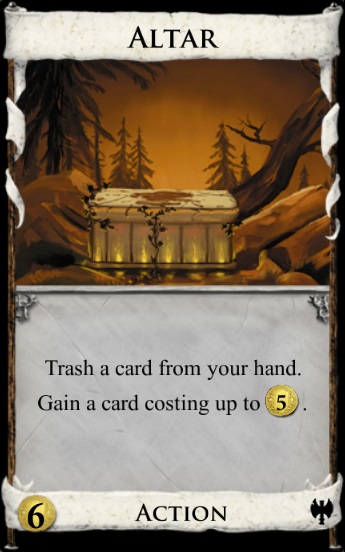 ALTAR
Trash a card from your hand.
Gain a card costing up to 5 .
6 ACTION